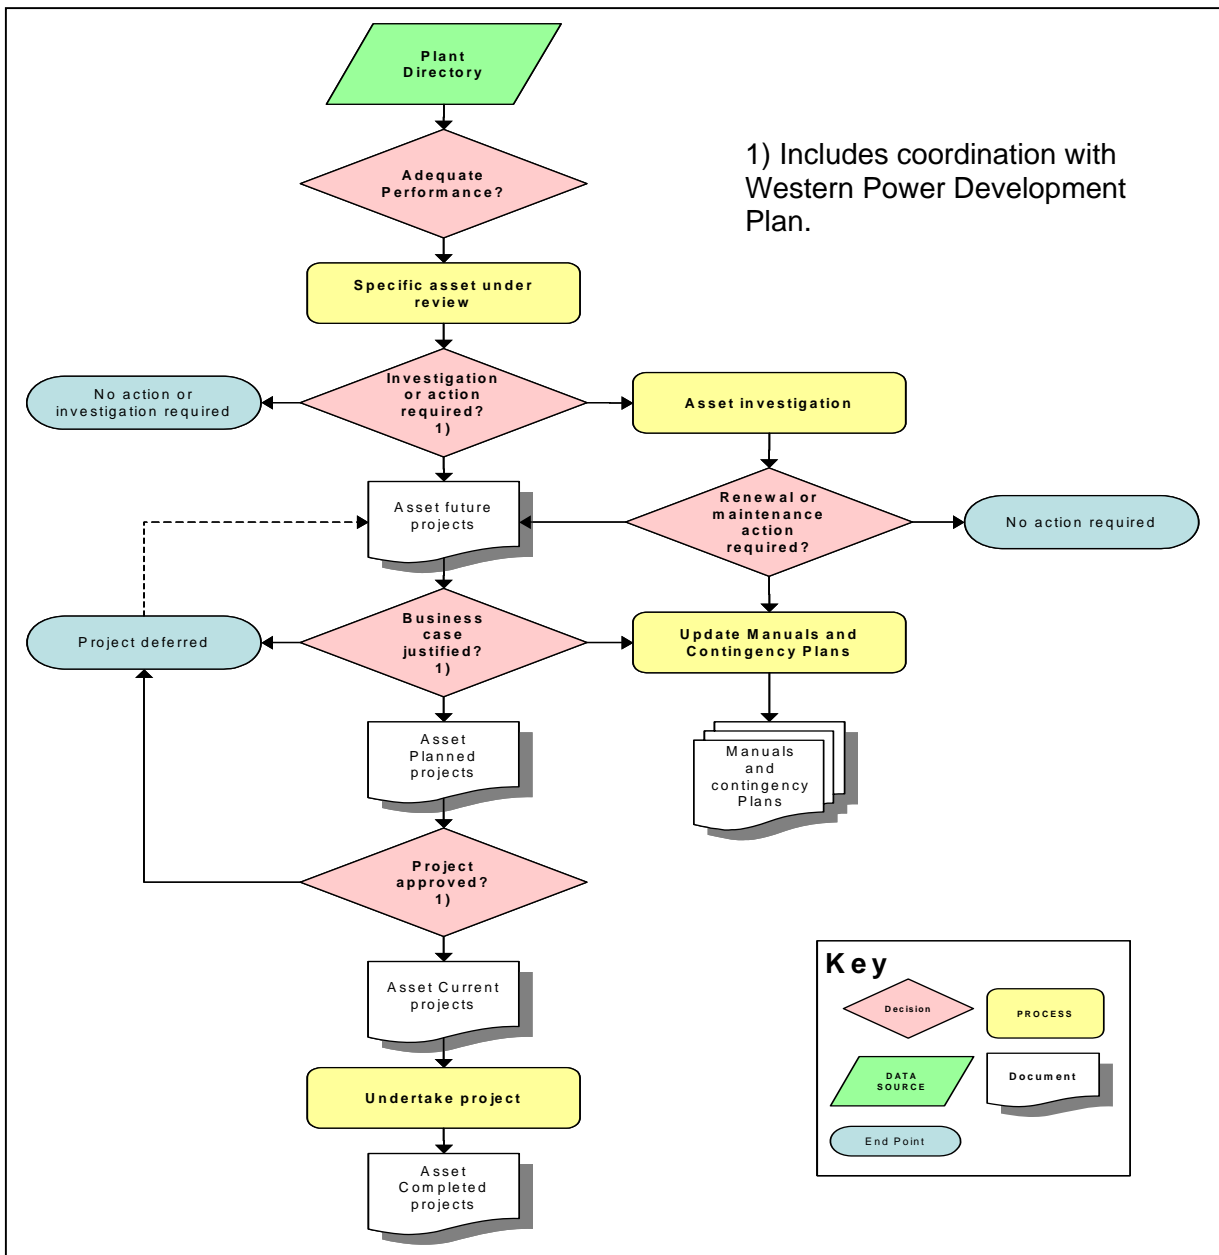 Plant
Directory
1) Includes coordination with
Western Power Development
Plan.
Adequate
Performance?
Specific asset under
review
No action or
investigation required
Investigation
or action
required?
1)
Asset investigation
Asset future
projects
Renewal or
maintenance
action
required?
No action required
Project deferred
Business
case
justified?
1)
Update Manuals and
Contingency Plans
Asset
Planned
projects
Manuals
and
contingency
Plans
Project
approved?
1)
Asset Current
projects
Undertake project
Asset
Completed
projects
Key
Decision
PROCESS
DATA
SOURCE
Document
End Point